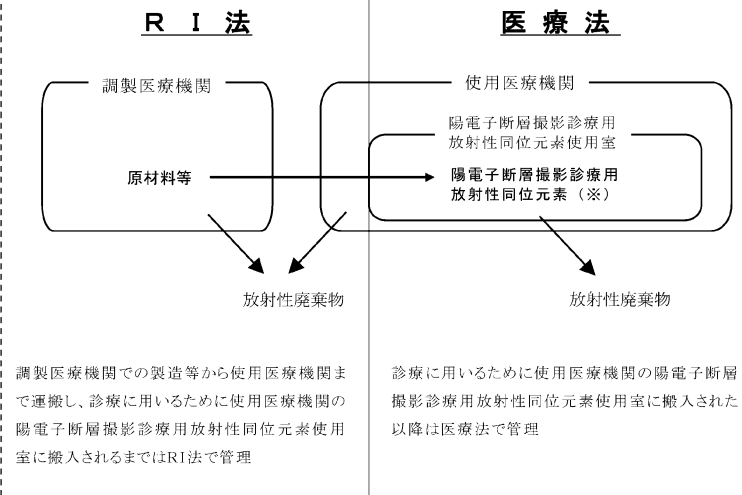 ＲＩ法
医療法
調製医療機関
使用医療機関
陽電子断層撮影診療用
放射性同位元素使用室
原材料等
陽電子断層撮影診療用
放射性同位元素（※）
放射性廃棄物
放射性廃棄物
調製医療機関での製造等から使用医療機関ま
で運搬し、診療に用いるために使用医療機関の
陽電子断層撮影診療用放射性同位元素使用
室に搬入されるまではRI法で管理
診療に用いるために使用医療機関の陽電子断層
撮影診療用放射性同位元素使用室に搬入された
以降は医療法で管理